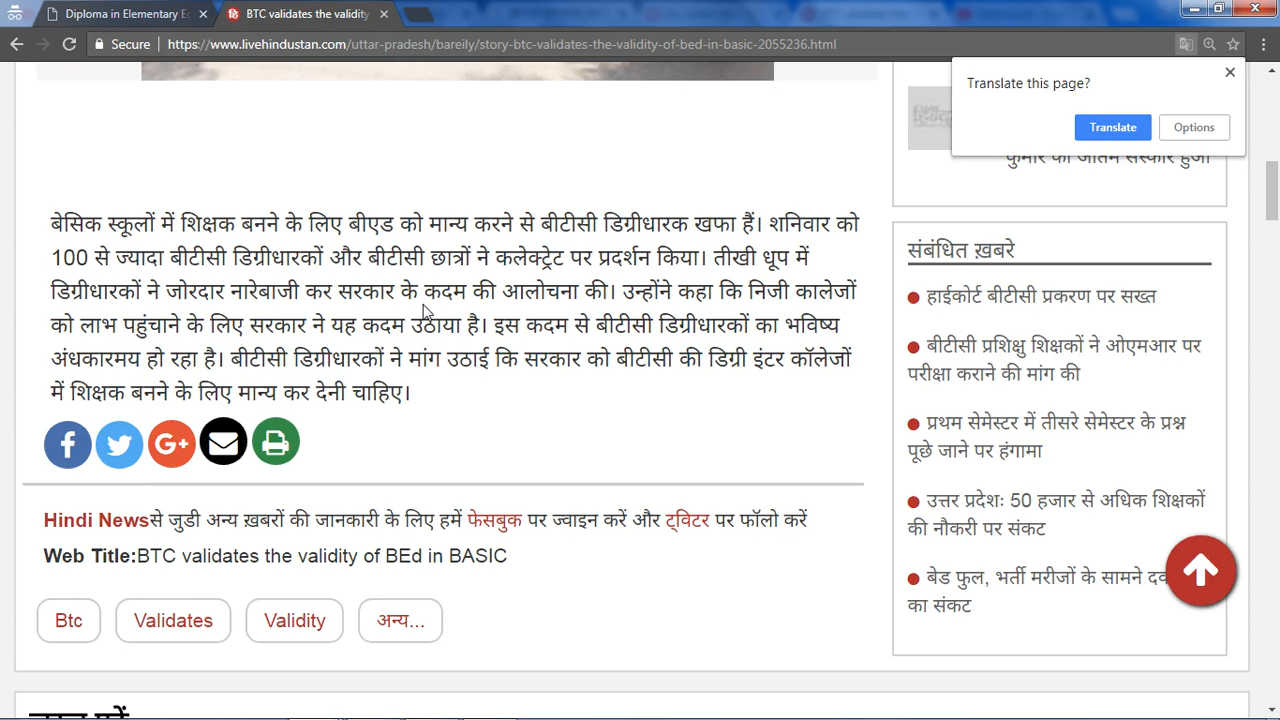 Diploma in Elementary Ec
BTC validates the validity
Secure
https://www.livehindustan.com/uttar-pradesh/bareily/story-btc-validates-the-validity-of-bed-in-basic-2055236.html
Translate this page?
Translate
Options
बेसिक स्कूलों में शिक्षक बनने के लिए बीएड को मान्य करने से बीटीसी डिग्रीधारक खफा हैं। शनिवार को
100 से ज्यादा बीटीसी डिग्रीधारकों और बीटीसी छात्रों ने कलेक्ट्रेट पर प्रदर्शन किया। तीखी धूप में
डिग्रीधारकों ने जोरदार नारेबाजी कर सरकार के कदम की आलोचना की। उन्होंने कहा कि निजी कालेजों
को लाभ पहुंचाने के लिए सरकार ने यह कदम उठाया है। इस कदम से बीटीसी डिग्रीधारकों का भविष्य
अंधकारमय हो रहा है। बीटीसी डिग्रीधारकों ने मांग उठाई कि सरकार को बीटीसी की डिग्री इंटर कॉलेजों
में शिक्षक बनने के लिए मान्य कर देनी चाहिए।
Hindi Newsसे जुडी अन्य ख़बरों की जानकारी के लिए हमें फेसबुक पर ज्वाइन करें और ट्विटर पर फॉलो करें
Web Title:BTC validates the validity of BEd in BASIC
Btc
Validates
Validity
अन्य...
संबंधित ख़बरे
हाईकोर्ट बीटीसी प्रकरण पर सख्त
बीटीसी प्रशिक्षु शिक्षकों ने ओएमआर पर
परीक्षा कराने की मांग की
प्रथम सेमेस्टर में तीसरे सेमेस्टर के प्रश्न
पूछे जाने पर हंगामा
उत्तर प्रदेशः 50 हजार से अधिक शिक्षकों
की नौकरी पर संकट
बेड फुल, भर्ती मरीजों के सामने
का संकट